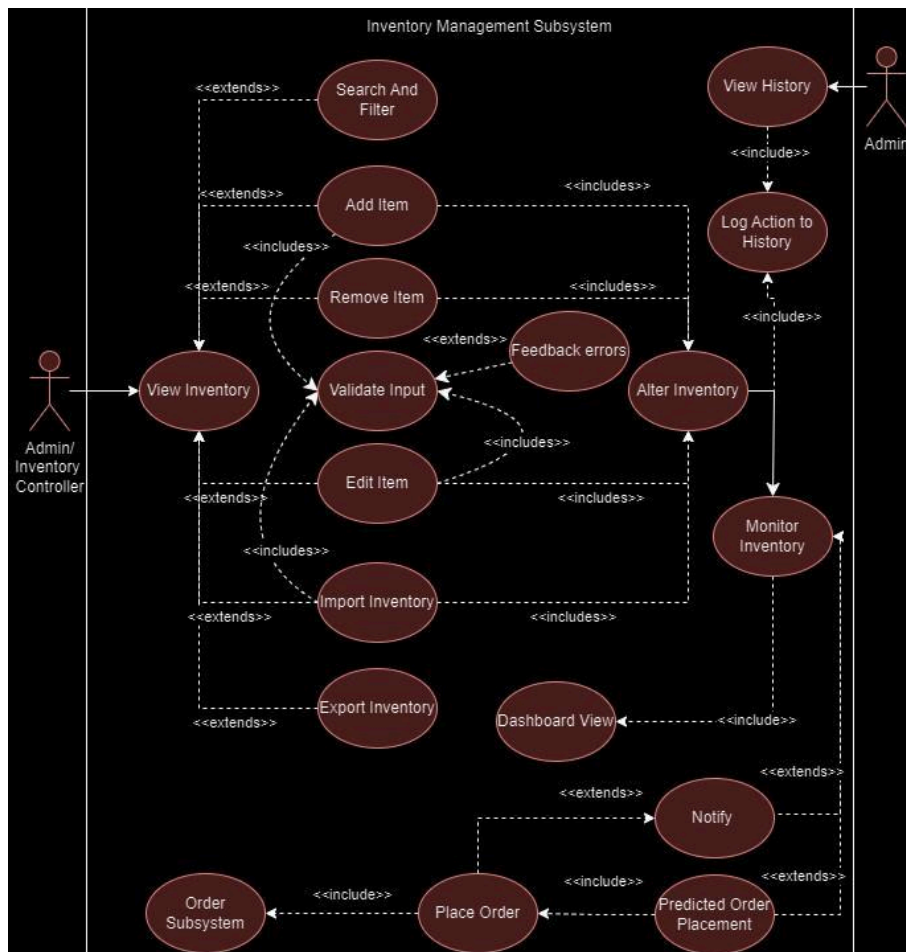 Inventory Management Subsystem
<<extends>>
Search And
Filter
View History
Admin
<<include>>
<<extends>>
Add Item
<<includes>>
Log Action to
History
<<includes>>
<<extends>>
Remove Item
<<includes>>
<<include>>
<<extends>>
Feedback errors
View Inventory
Validate Input
Alter Inventory
Admin/
Inventory
Controller
<<includes>>
<<extends>>
Edit Item
<<includes>>
Monitor
Inventory
<<includes>>
<<extends>>
Import Inventory
<<includes>>
Export Inventory
<<extends>>
Dashboard View
<<include>>
<<extends>>
<<extends>>
Notify
<<extends>>
<<include>>
<<include>>
Order
Subsystem
Place Order
Predicted Order
Placement